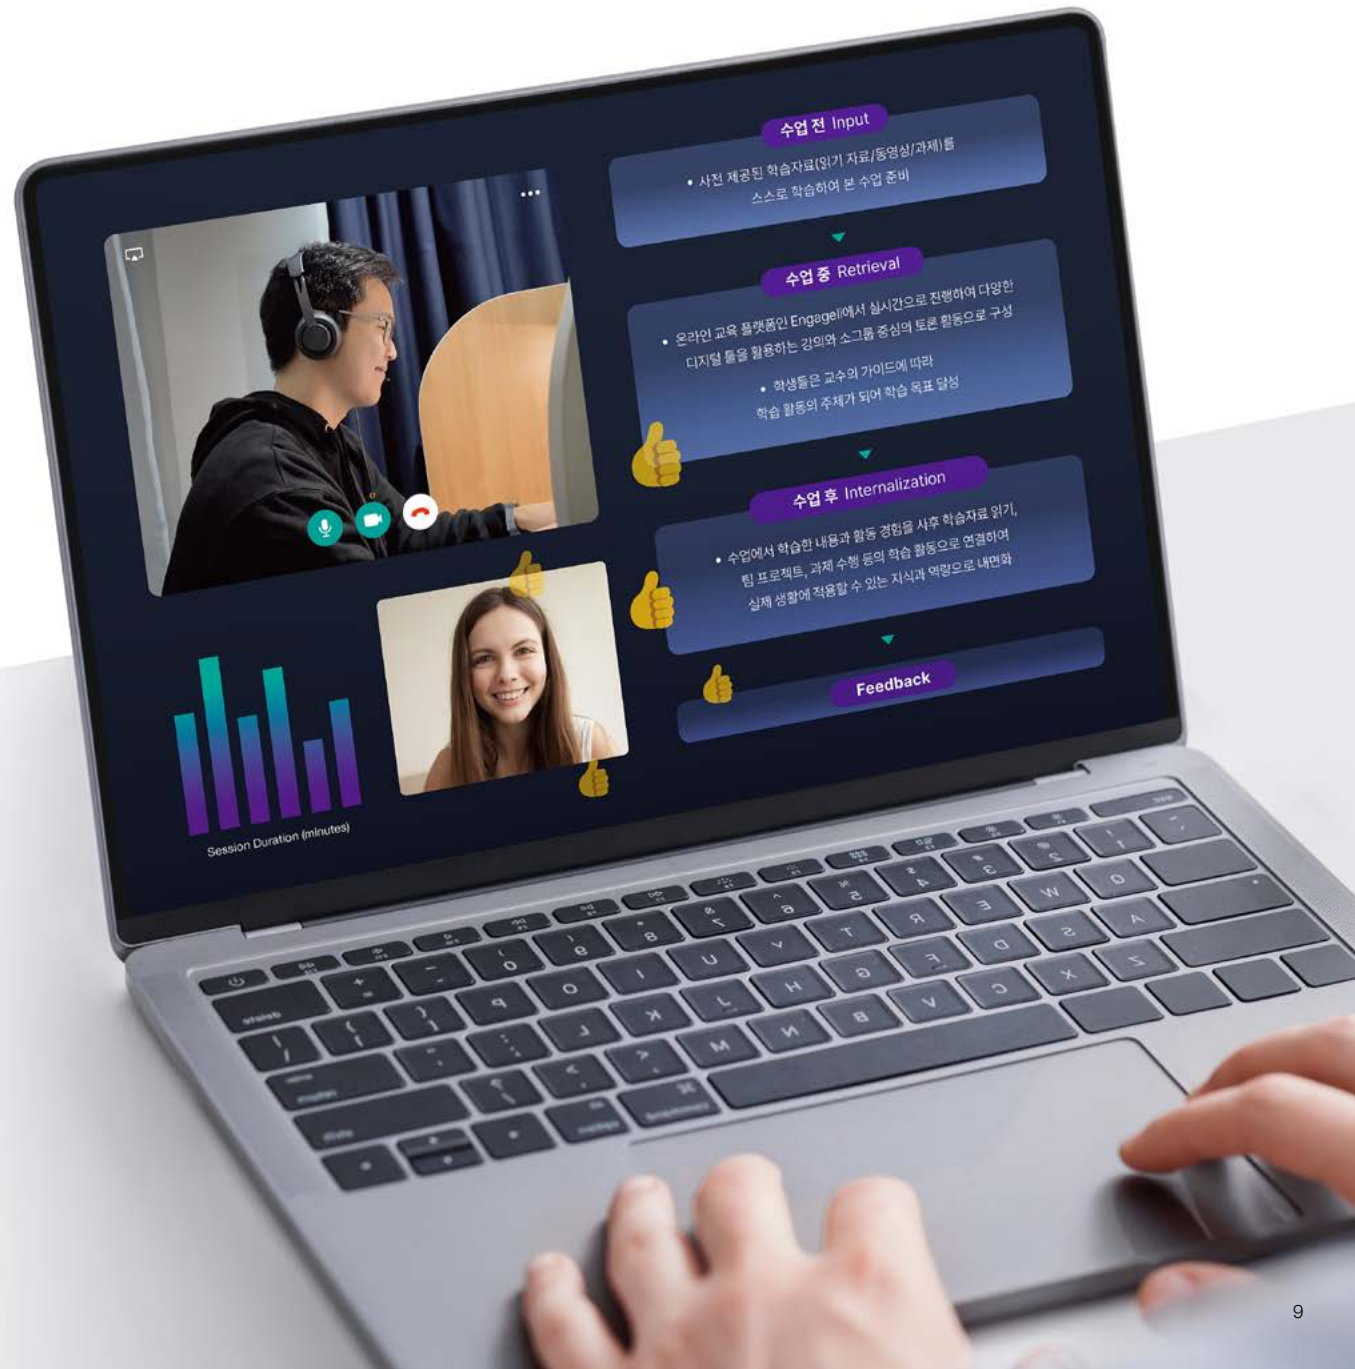 수업 전 Input
• 사전 제공된 학습자료(읽기 자료/동영상/과제)를
스스로 학습하여 본 수업 준비
수업 중 Retrieval
• 온라인 교육 플랫폼인 Engageli에서 실시간으로 진행하여 다양한
디지털 툴을 활용하는 강의와 소그룹 중심의 토론 활동으로 구성
• 학생들은 교수의 가이드에 따라
학습 활동의 주체가 되어 학습 목표 달성
수업 후 Internalization
• 수업에서 학습한 내용과 활동 경험을 사후 학습자료 읽기,
팀 프로젝트, 과제 수행 등의 학습 활동으로 연결하여
실제 생활에 적용할 수 있는 지식과 역량으로 내면화
Feedback
Session Duration (minutes)
9